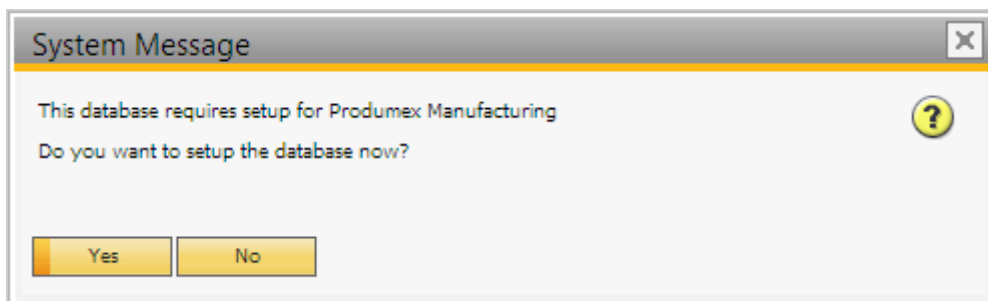 System Message
This database requires setup for Produmex Manufacturing
Do you want to setup the database now?
Yes No